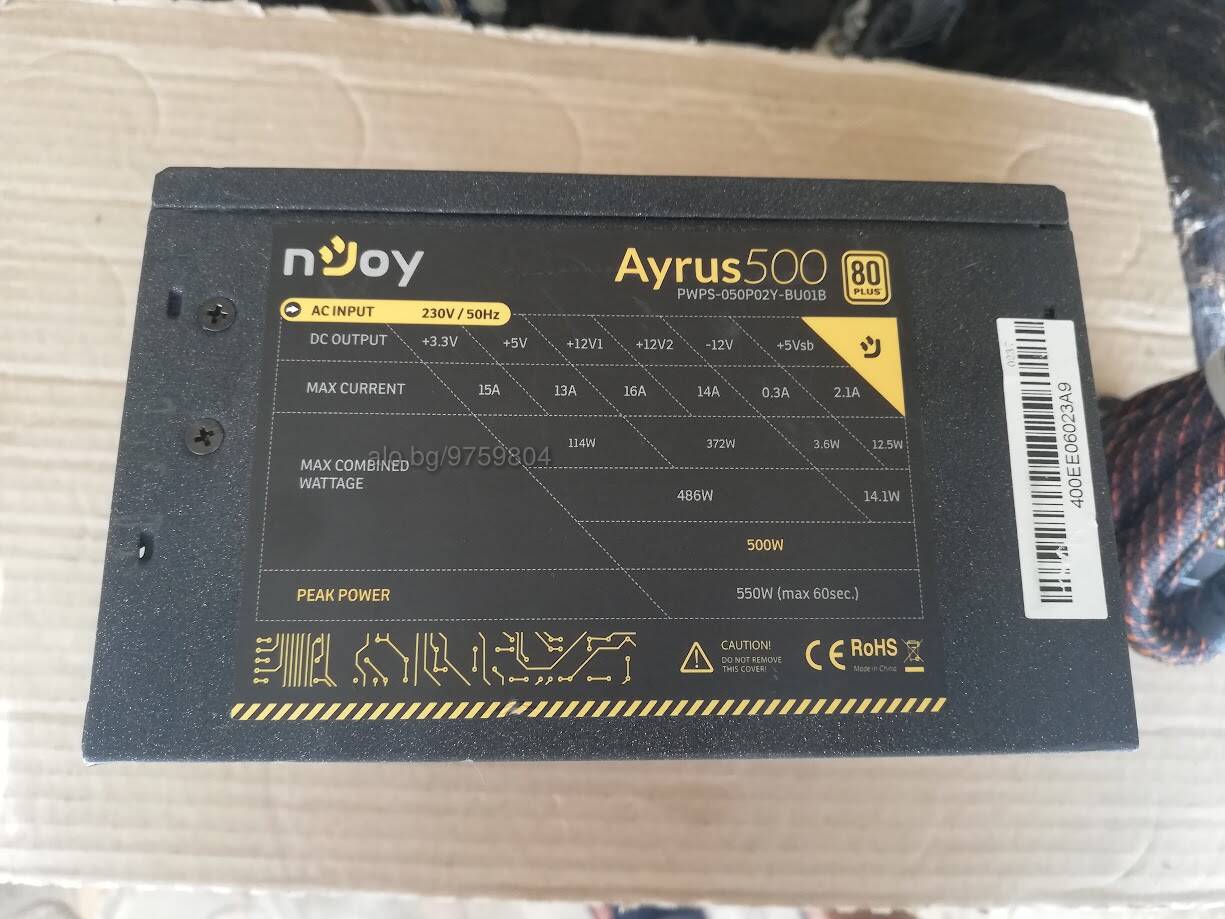 nJoy
Ayrus500
80
PLUS
PWPS-050P02Y-BU01B
AC INPUT 230V / 50Hz
DC OUTPUT +3.3V +5V +12V1 +12V2 -12V +5Vsb
MAX CURRENT 15A 13A 16A 14A 0.3A 2.1A
114W 372W 3.6W 12.5W
alo.bg/9759804
MAX COMBINED
WATTAGE
486W 14.1W
500W
PEAK POWER 550W (max 60sec.)
CAUTION!
DO NOT REMOVE
THIS COVER!
CE RoHS
Made in China
400EE06023A9